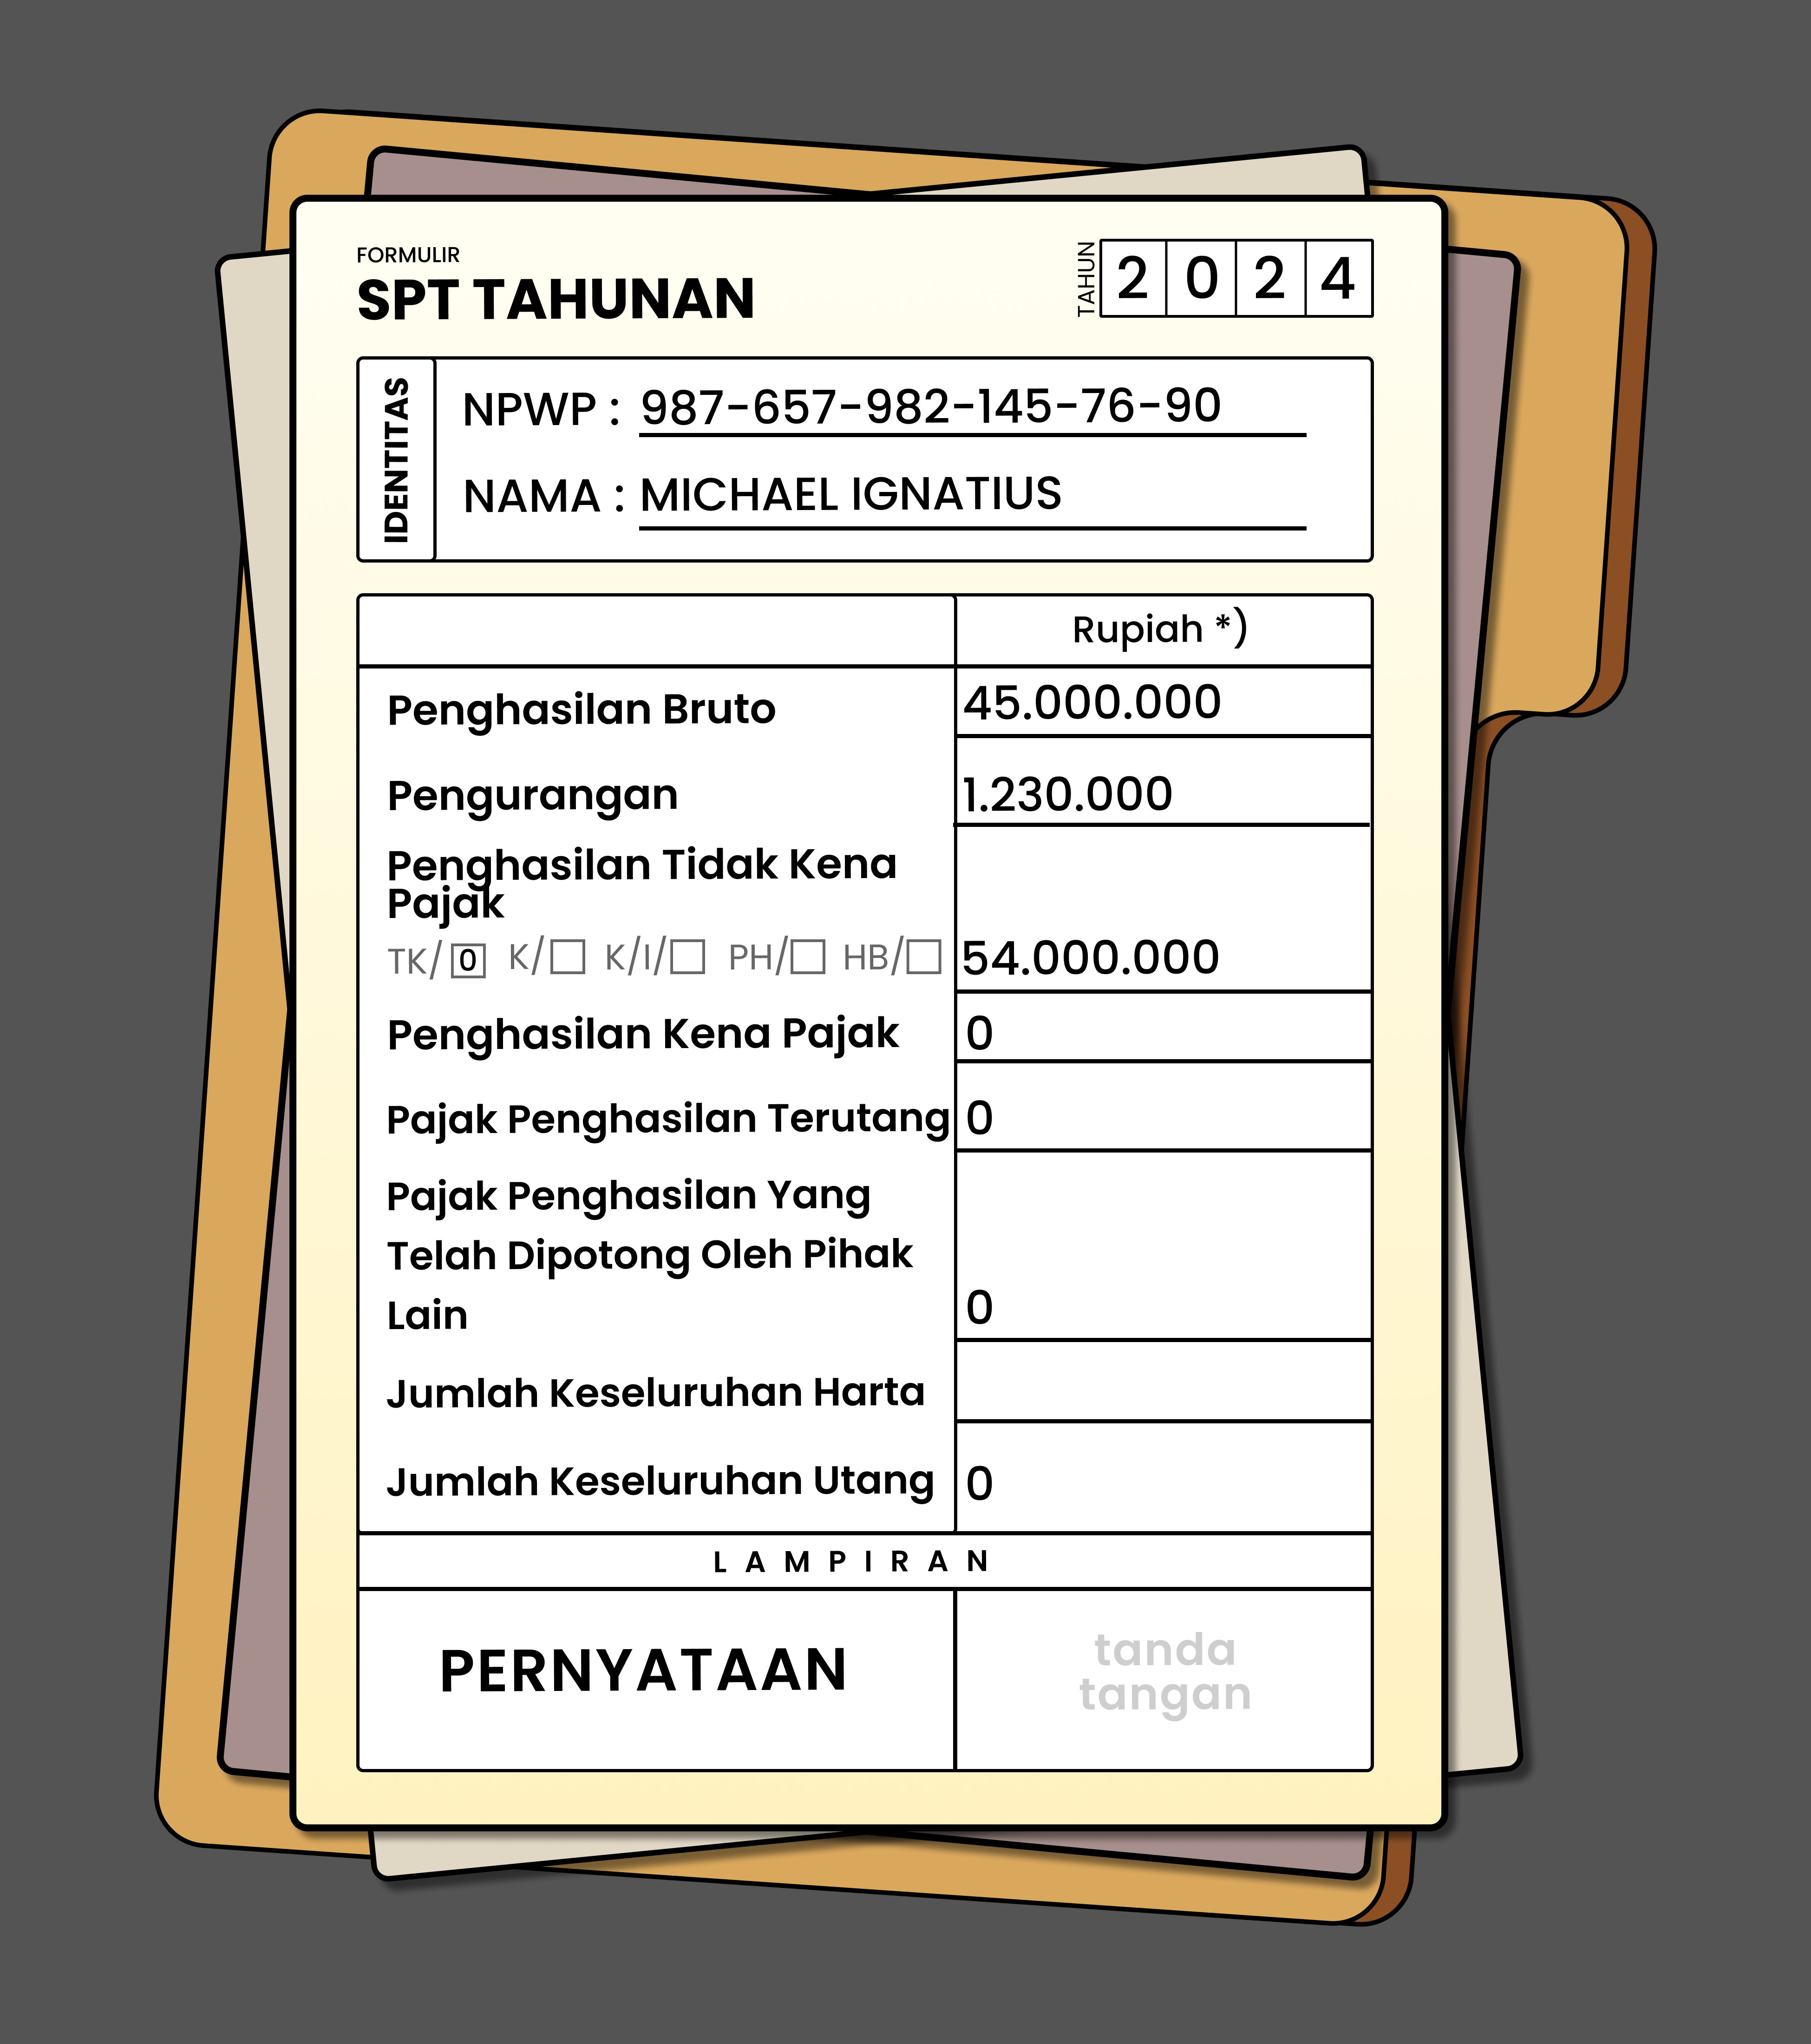 FORMULIR
SPT TAHUNAN
TAHUN
2 0 2 4
IDENTITAS
NPWP : 987-657-982-145-76-90
NAMA : MICHAEL IGNATIUS
Rupiah *)
Penghasilan Bruto 45.000.000
Pengurangan 1.230.000
Penghasilan Tidak Kena
Pajak
TK/ 0 K/ K/I/ PH/ HB/ 54.000.000
Penghasilan Kena Pajak 0
Pajak Penghasilan Terutang 0
Pajak Penghasilan Yang
Telah Dipotong Oleh Pihak
Lain 0
Jumlah Keseluruhan Harta
Jumlah Keseluruhan Utang 0
LAMPIRAN
PERNYATAAN
tanda
tangan